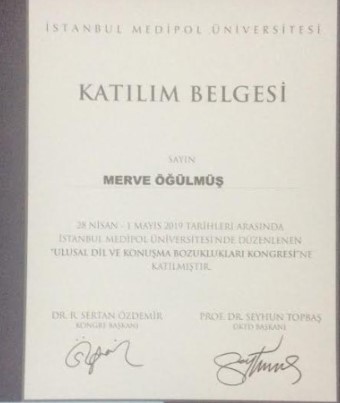 İSTANBUL MEDİPOL ÜNİVERSİTESİ
KATILIM BELGESİ
SAYIN
MERVE ÖĞÜLMÜŞ
28 NİSAN - 1 MAYIS 2019 TARİHLERİ ARASINDA
İSTANBUL MEDİPOL ÜNİVERSİTESİ'NDE DÜZENLENEN
"ULUSAL DİL VE KONUŞMA BOZUKLUKLARI KONGRESİ"NE
KATILMIŞTIR.
DR. R. SERTAN ÖZDEMİR
KONGRE BAŞKANI
PROF. DR. SEYHUN TOPBAŞ
DKTD BAŞKANI